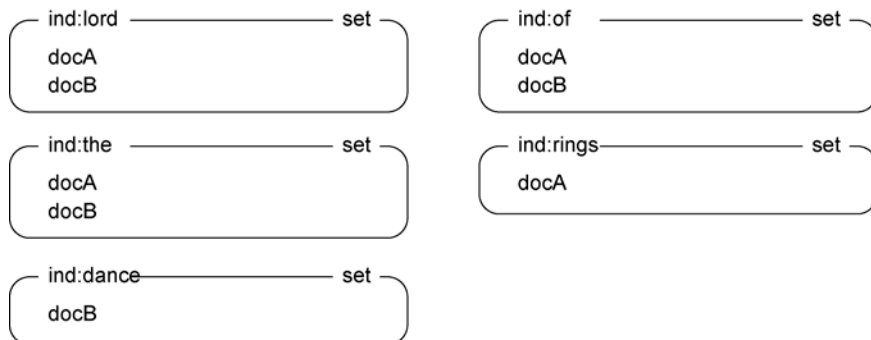 ind:lord set
docA
docB
ind:of set
docA
docB
ind:the set
docA
docB
ind:rings set
docA
ind:dance set
docB